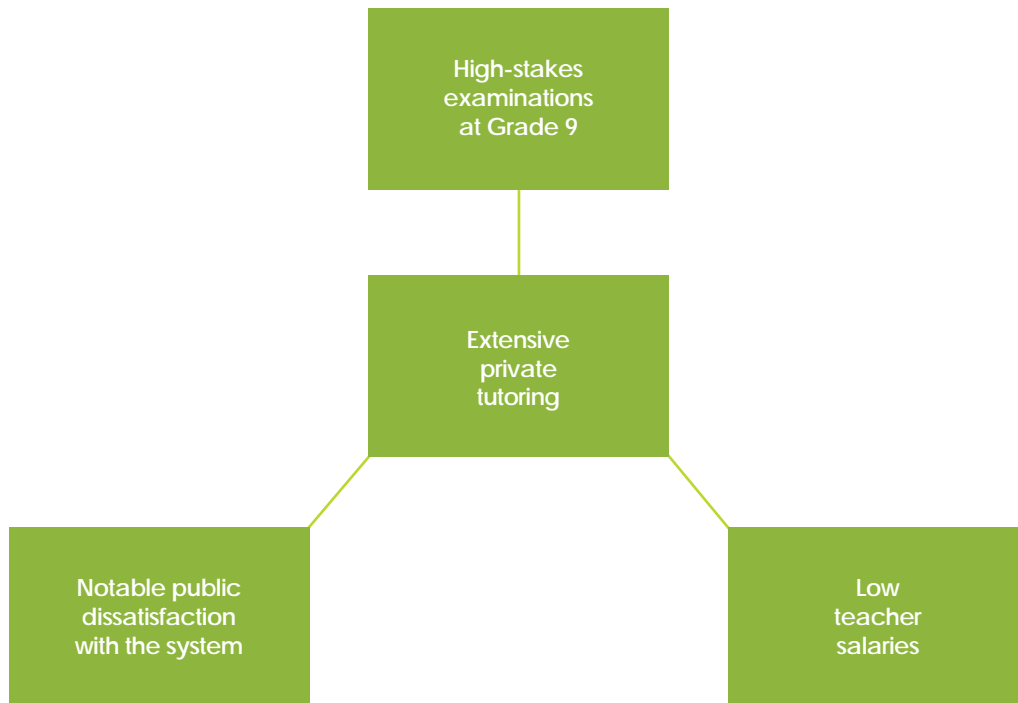 High-stakes
examinations
at Grade 9
Extensive
private
tutoring
Notable public
dissatisfaction
with the system
Low
teacher
salaries